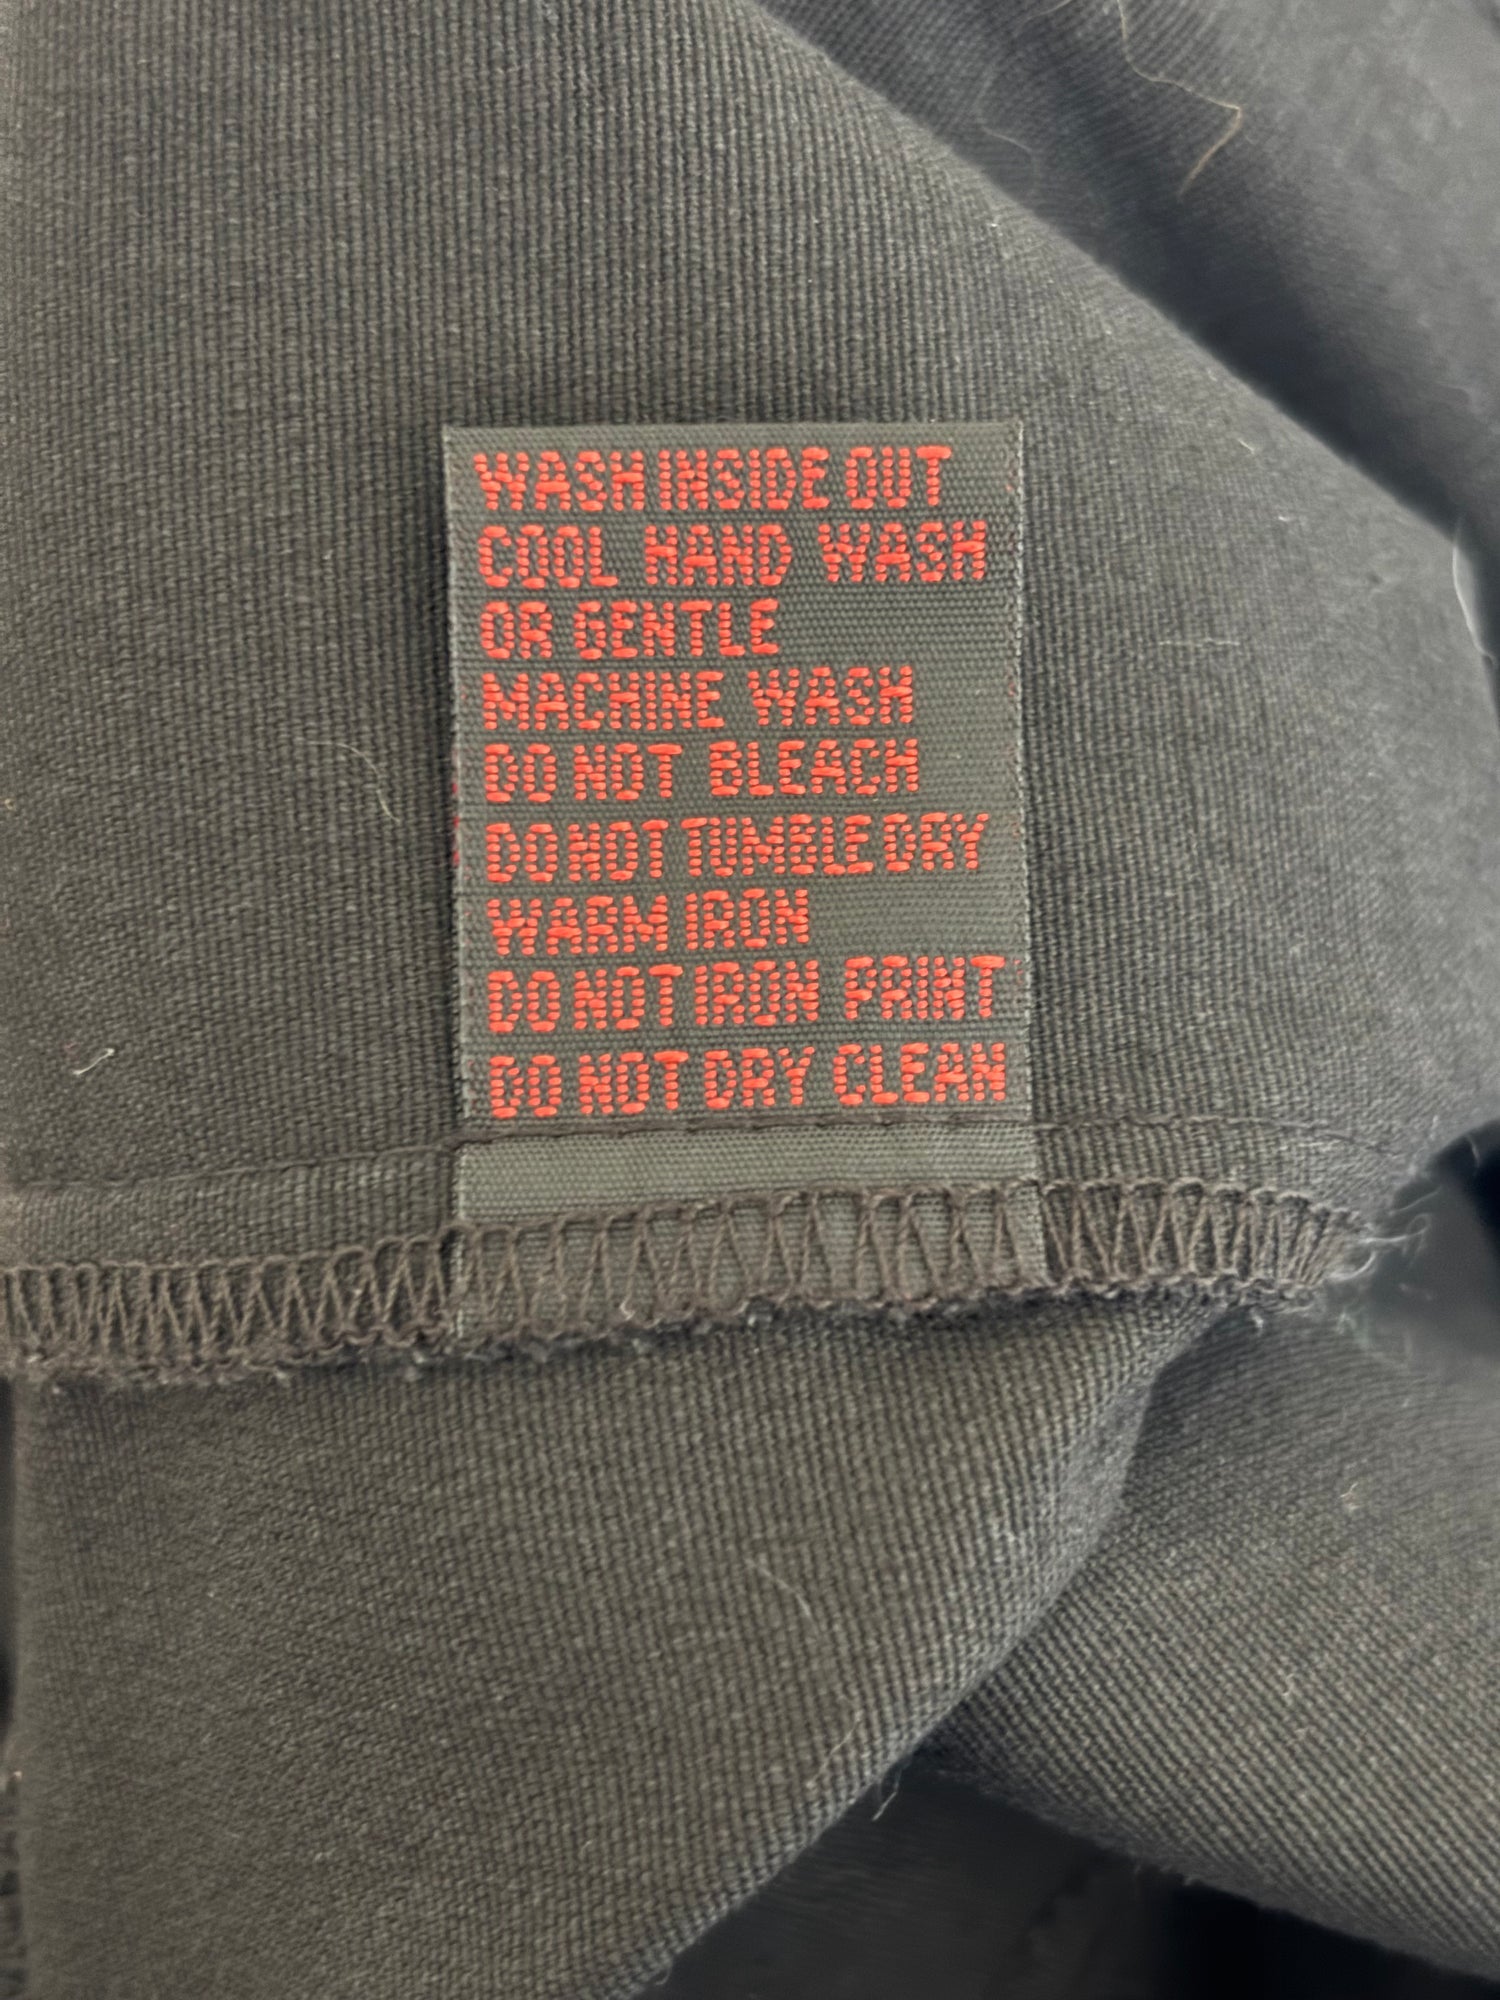 WASH INSIDE OUT
COOL HAND WASH
OR GENTLE
MACHINE WASH
DO NOT BLEACH
DO NOT TUMBLE DRY
WARM IRON
DO NOT IRON PRINT
DO NOT DRY CLEAN